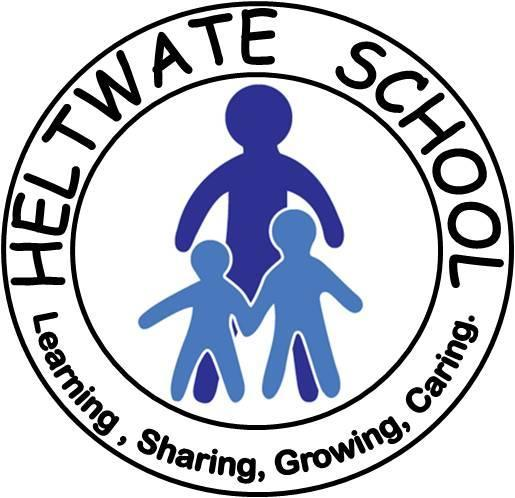 HELTWATE SCHOOL
Learning , Sharing, Growing, Caring.